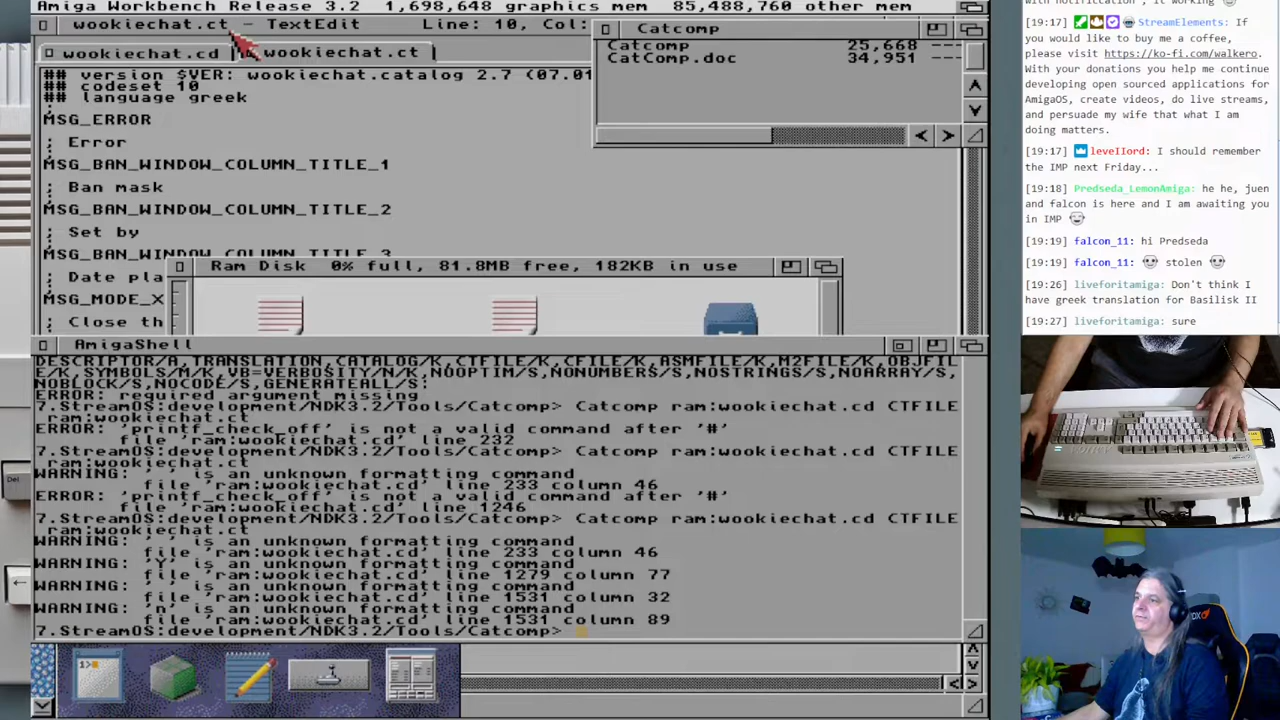 Amiga Workbench Release 3.2 1,698,648 graphics mem 85,488,760 other mem
wookiechat.ct - TextEdit Line: 10, Col:
wookiechat.cd
wookiechat.ct
## version $VER: wookiechat.catalog 2.7 (07.01
## codeset 10
## language greek
;
MSG_ERROR
; Error
;
MSG_BAN_WINDOW_COLUMN_TITLE_1
; Ban mask
;
MSG_BAN_WINDOW_COLUMN_TITLE_2
; Set by
;
MSG_BAN_WINDOW_COLUMN_TITLE_3
; Date pla
;
MSG_MODE_X
; Close th
Catcomp
Catcomp 25,668 ---
CatComp.doc 34,951 ---
Ram Disk 0% full, 81.8MB free, 182KB in use
AmigaShell
DESCRIPTOR/A,TRANSLATION,CATALOG/K,CTFILE/K,CFILE/K,ASMFILE/K,M2FILE/K,OBJFIL
E/K,SYMBOLS/M/K,VB=VERBOSITY/N/K,NOOPTIM/S,NONUMBERS/S,NOSTRINGS/S,NOARRAY/S,
NOBLOCK/S,NOCODE/S,GENERATEALL/S:
ERROR: required argument missing
7.StreamOS:development/NDK3.2/Tools/Catcomp> Catcomp ram:wookiechat.cd CTFILE
ram:wookiechat.ct
ERROR: 'printf_check_off' is not a valid command after '#'
file 'ram:wookiechat.cd' line 232
7.StreamOS:development/NDK3.2/Tools/Catcomp> Catcomp ram:wookiechat.cd CTFILE
ram:wookiechat.ct
WARNING: ' ' is an unknown formatting command
file 'ram:wookiechat.cd' line 233 column 46
ERROR: 'printf_check_off' is not a valid command after '#'
file 'ram:wookiechat.cd' line 1246
7.StreamOS:development/NDK3.2/Tools/Catcomp> Catcomp ram:wookiechat.cd CTFILE
ram:wookiechat.ct
WARNING: ' ' is an unknown formatting command
file 'ram:wookiechat.cd' line 233 column 46
WARNING: 'Y' is an unknown formatting command
file 'ram:wookiechat.cd' line 1279 column 77
WARNING: ' ' is an unknown formatting command
file 'ram:wookiechat.cd' line 1531 column 32
WARNING: 'n' is an unknown formatting command
file 'ram:wookiechat.cd' line 1531 column 89
7.StreamOS:development/NDK3.2/Tools/Catcomp>
1>
Del
with notification , it working
[19:17] StreamElements: If
you would like to buy me a coffee,
please visit https://ko-fi.com/walkero.
With your donations you help me continue
developing open sourced applications for
AmigaOS, create videos, do live streams,
and persuade my wife that what I am
doing matters.
[19:17] leveIIord: I should remember
the IMP next Friday...
[19:18] Predseda_LemonAmiga: he he, juen
and falcon is here and I am awaiting you
in IMP
[19:19] falcon_11: hi Predseda
[19:19] falcon_11: stolen
[19:26] liveforitamiga: Don't think I
have greek translation for Basilisk II
[19:27] liveforitamiga: sure